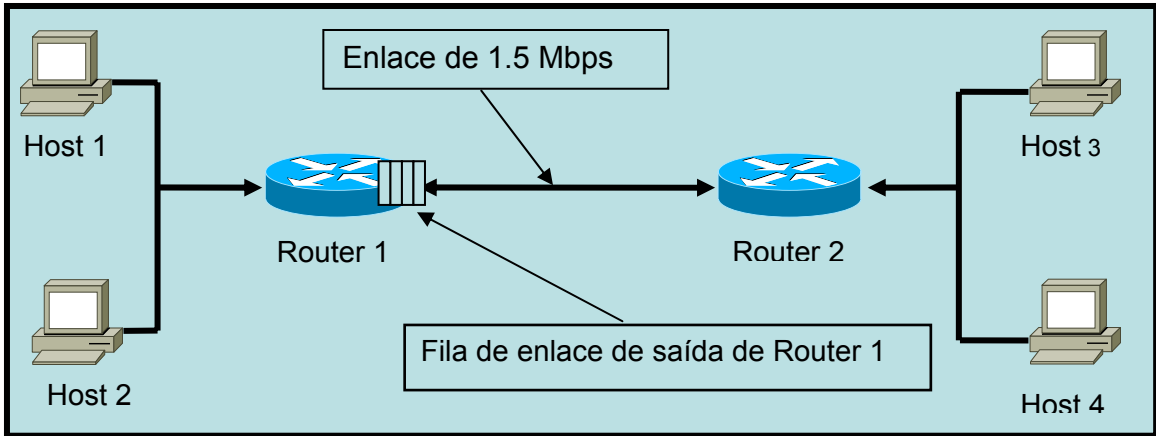 Enlace de 1.5 Mbps
Host 1
Host 3
Router 1
Router 2
Fila de enlace de saída de Router 1
Host 2
Host 4